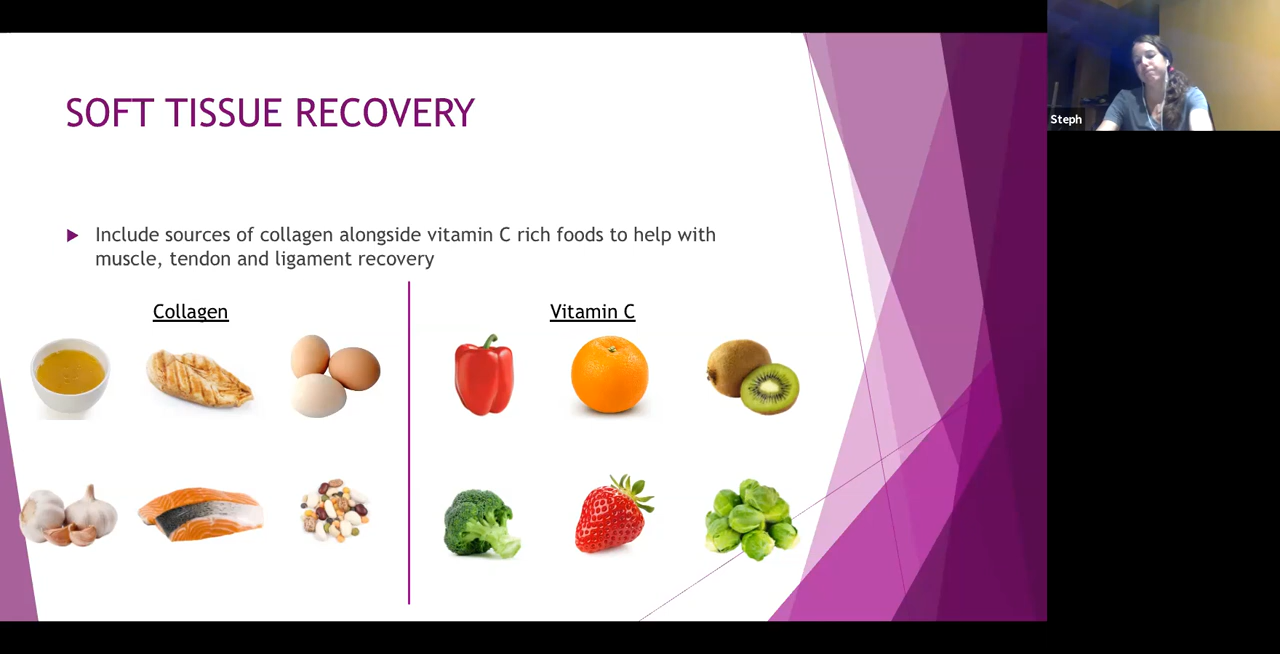 SOFT TISSUE RECOVERY
Include sources of collagen alongside vitamin C rich foods to help with
muscle, tendon and ligament recovery
Collagen
Vitamin C
Steph